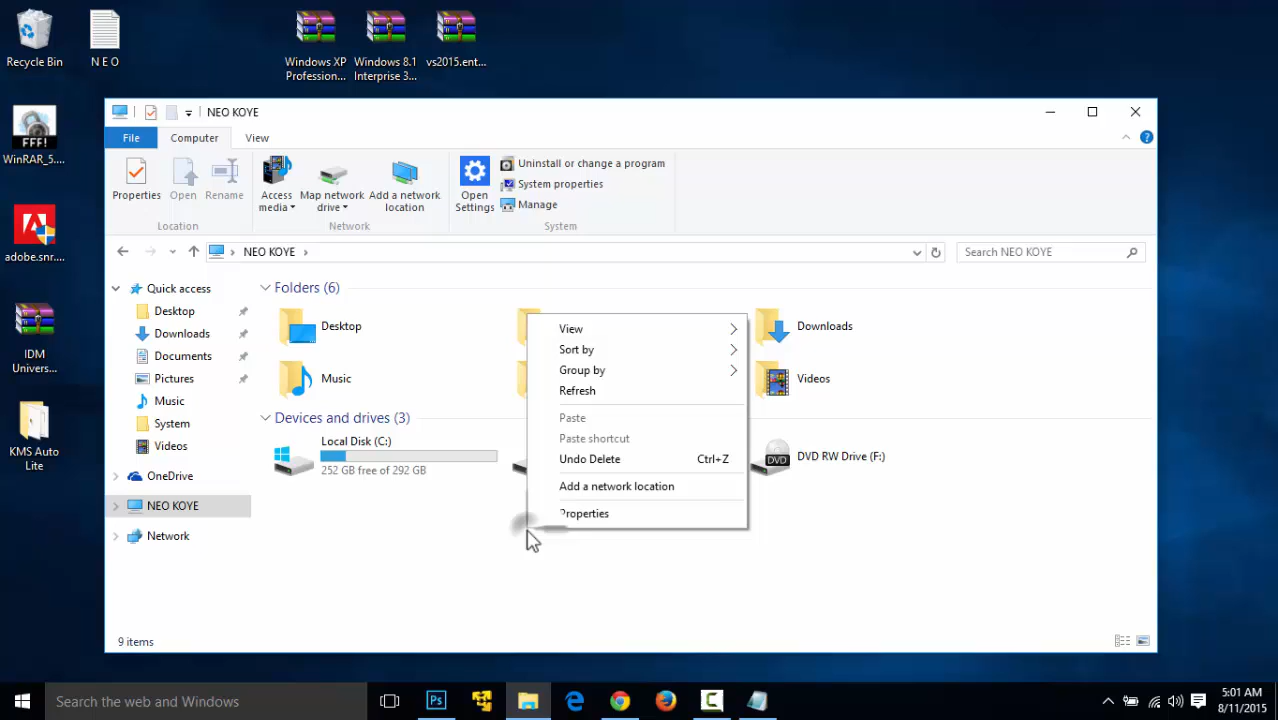 Recycle Bin
N E O
Windows XP
Profession...
Windows 8.1
Interprise 3...
vs2015.ent...
FFF!
WinRAR_5....
adobe.snr....
IDM
Univers...
KMS Auto
Lite
NEO KOYE
File
Computer
View
Properties
Open
Rename
Access
media
Map network
drive
Add a network
location
Open
Settings
Uninstall or change a program
System properties
Manage
Location
Network
System
NEO KOYE
Search NEO KOYE
Quick access
Desktop
Downloads
Documents
Pictures
Music
System
Videos
OneDrive
NEO KOYE
Network
Folders (6)
Desktop
Downloads
Music
Videos
Devices and drives (3)
Local Disk (C:)
252 GB free of 292 GB
DVD
DVD RW Drive (F:)
View
Sort by
Group by
Refresh
Paste
Paste shortcut
Undo Delete Ctrl+Z
Add a network location
Properties
9 items
Search the web and Windows
Ps
C
5:01 AM
8/11/2015